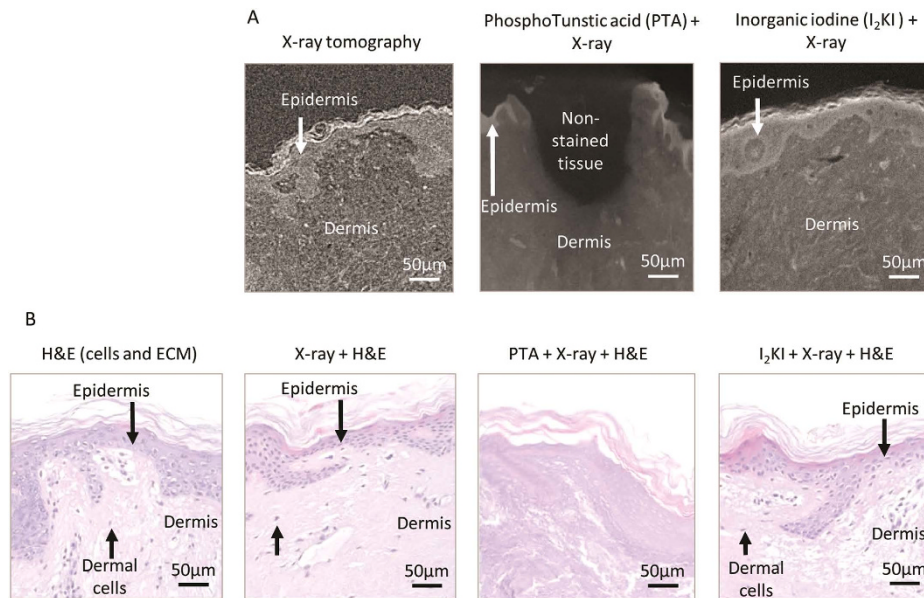 A
X-ray tomography
PhosphoTunstic acid (PTA) +
X-ray
Inorganic iodine (I₂KI) +
X-ray
Epidermis
Dermis
50µm
Non-
stained
tissue
Epidermis
Dermis
50µm
Epidermis
Dermis
50µm
B
H&E (cells and ECM)
X-ray + H&E
PTA + X-ray + H&E
I₂KI + X-ray + H&E
Epidermis
Dermis
Dermal
cells
50µm
Epidermis
Dermis
50µm
50µm
Epidermis
Dermis
Dermal
cells
50µm